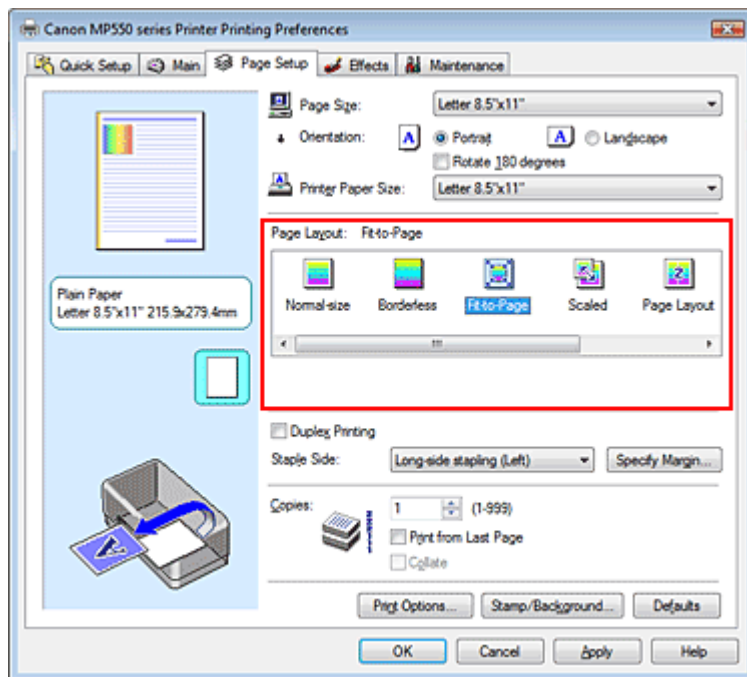 Canon MP550 series Printer Printing Preferences
Quick Setup Main Page Setup Effects Maintenance
Page Size: Letter 8.5"x11"
Orientation: A Portrait A Landscape
Rotate 180 degrees
Printer Paper Size: Letter 8.5"x11"
Page Layout: Fit-to-Page
Normal-size Borderless Fit-to-Page Scaled Page Layout
Plain Paper
Letter 8.5"x11" 215.9x279.4mm
Duplex Printing
Staple Side: Long-side stapling (Left) Specify Margin...
Copies: 1 (1-999)
Print from Last Page
Collate
Print Options... Stamp/Background... Defaults
OK Cancel Apply Help